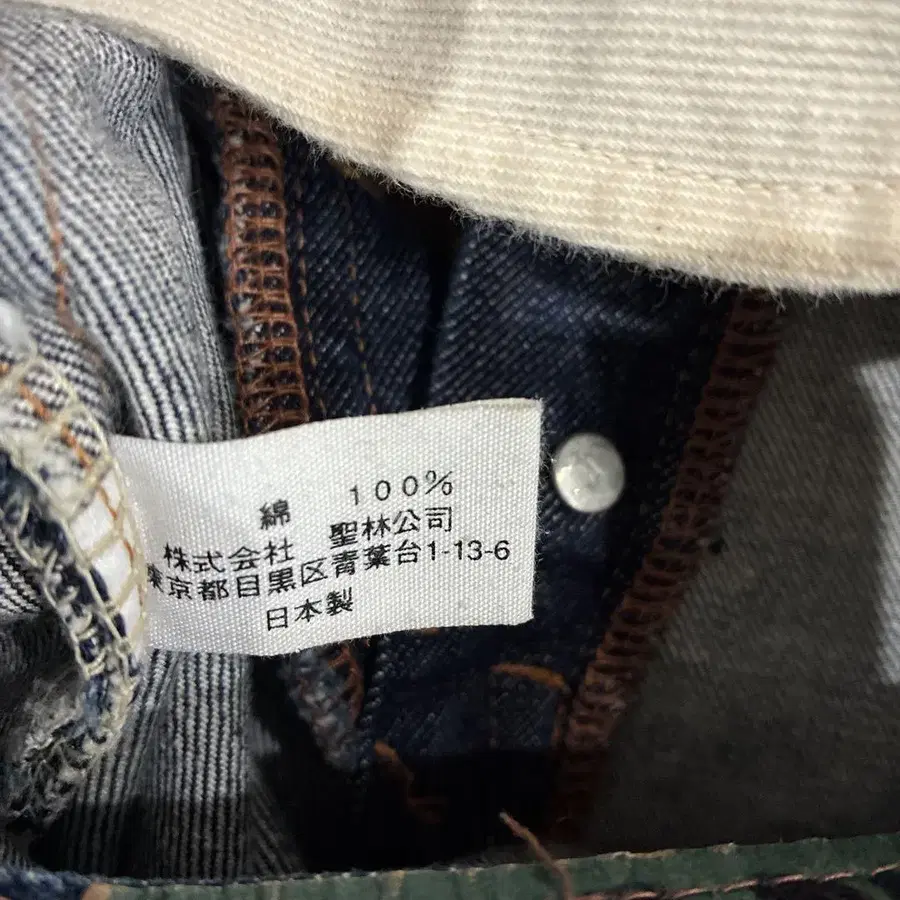 綿 100%
株式会社 聖林公司
東京都目黒区青葉台1-13-6
日本製